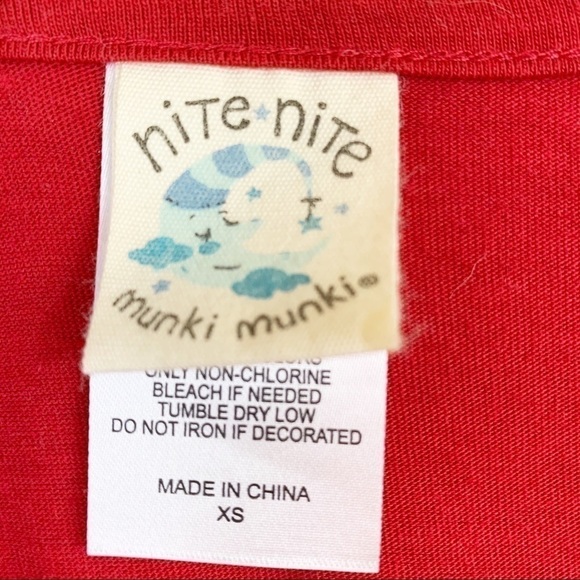 niTe nite
munki munki®
ONLY NON-CHLORINE
BLEACH IF NEEDED
TUMBLE DRY LOW
DO NOT IRON IF DECORATED
MADE IN CHINA
XS